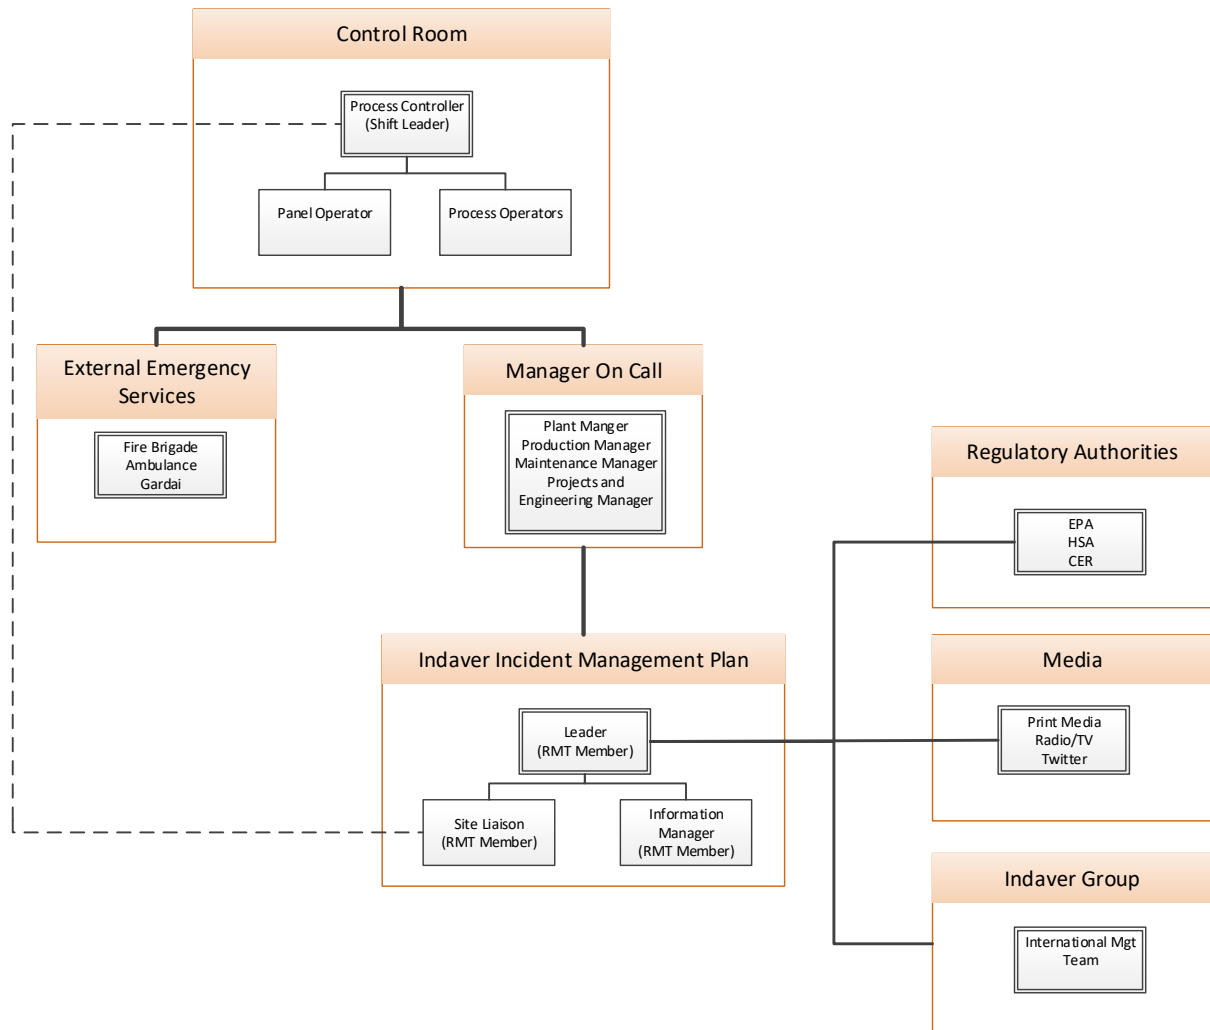 Control Room
Process Controller
(Shift Leader)
Panel Operator
Process Operators
External Emergency
Services
Fire Brigade
Ambulance
Gardai
Manager On Call
Plant Manger
Production Manager
Maintenance Manager
Projects and
Engineering Manager
Regulatory Authorities
EPA
HSA
CER
Indaver Incident Management Plan
Leader
(RMT Member)
Site Liaison
(RMT Member)
Information
Manager
(RMT Member)
Media
Print Media
Radio/TV
Twitter
Indaver Group
International Mgt
Team